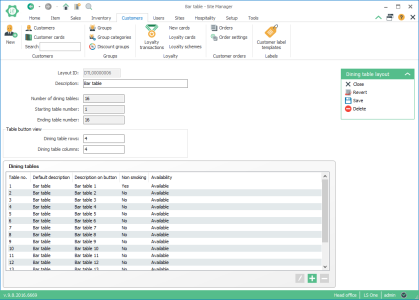 Bar table - Site Manager
Home Item Sales Inventory Customers Users Sites Hospitality Setup Tools
New
Customers
Customer cards
Search
Customers
Groups
Group categories
Discount groups
Groups
Loyalty transactions
New cards
Loyalty cards
Loyalty schemes
Loyalty
Orders
Order settings
Customer orders
Customer label templates
Labels
Layout ID:
Description: Bar table
Number of dining tables: 16
Starting table number: 1
Ending table number: 16
Table button view
Dining table rows: 4
Dining table columns: 4
Dining table layout
Close
Revert
Save
Delete
Dining tables
Table no. Default description Description on button Non smoking Availability
1 Bar table Bar table 1 Yes Available
2 Bar table Bar table 2 No Available
3 Bar table Bar table 3 No Available
4 Bar table Bar table 4 No Available
5 Bar table Bar table 5 No Available
6 Bar table Bar table 6 No Available
7 Bar table Bar table 7 No Available
8 Bar table Bar table 8 No Available
9 Bar table Bar table 9 No Available
10 Bar table Bar table 10 No Available
11 Bar table Bar table 11 No Available
12 Bar table Bar table 12 No Available
13 Bar table Bar table 13 No Available
Head office LS One admin